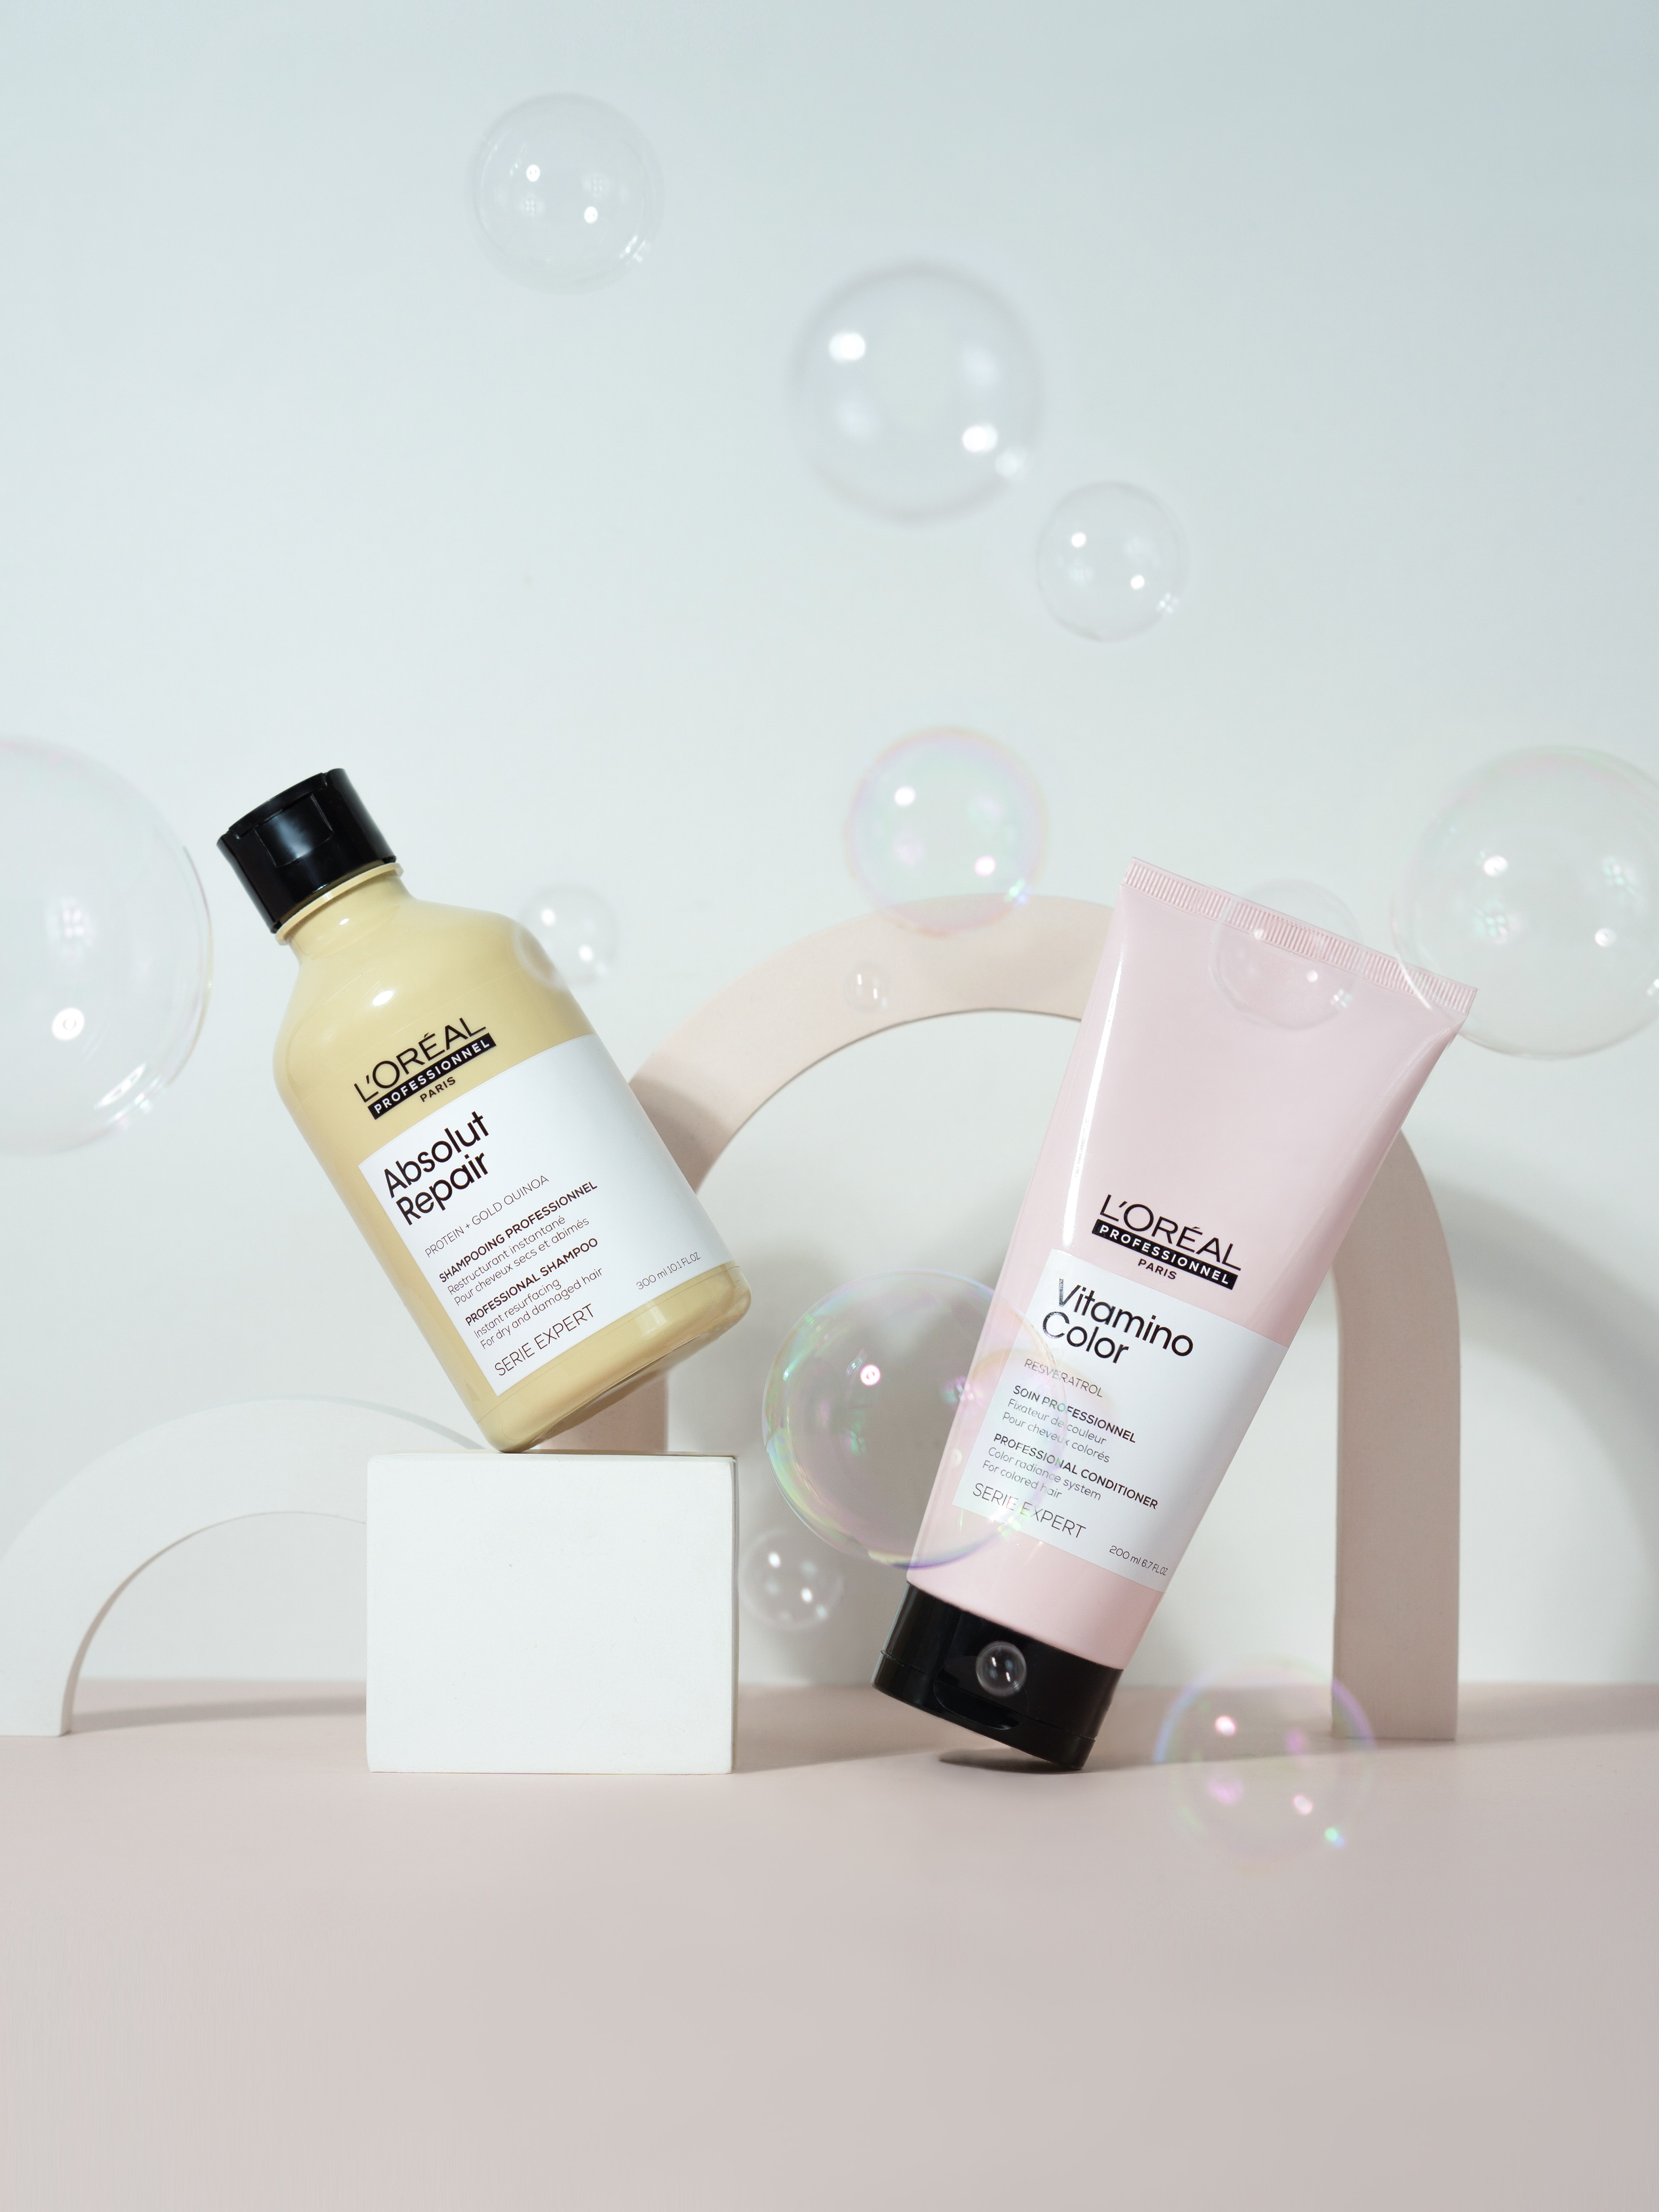 L'ORÉAL
PROFESSIONNEL
PARIS
Absolut
Repair
PROTEIN + GOLD QUINOA
SHAMPOOING PROFESSIONNEL
Restructurant instantané
Pour cheveux secs et abîmés
PROFESSIONAL SHAMPOO
Instant resurfacing
For dry and damaged hair
SERIE EXPERT
300 ml 10.1 FL.OZ
L'ORÉAL
PROFESSIONNEL
PARIS
Vitamino
Color
RESVERATROL
SOIN PROFESSIONNEL
Fixateur de couleur
Pour cheveux colorés
PROFESSIONAL CONDITIONER
Color radiance system
For colored hair
SERIE EXPERT
200 ml 6.7 FL.OZ